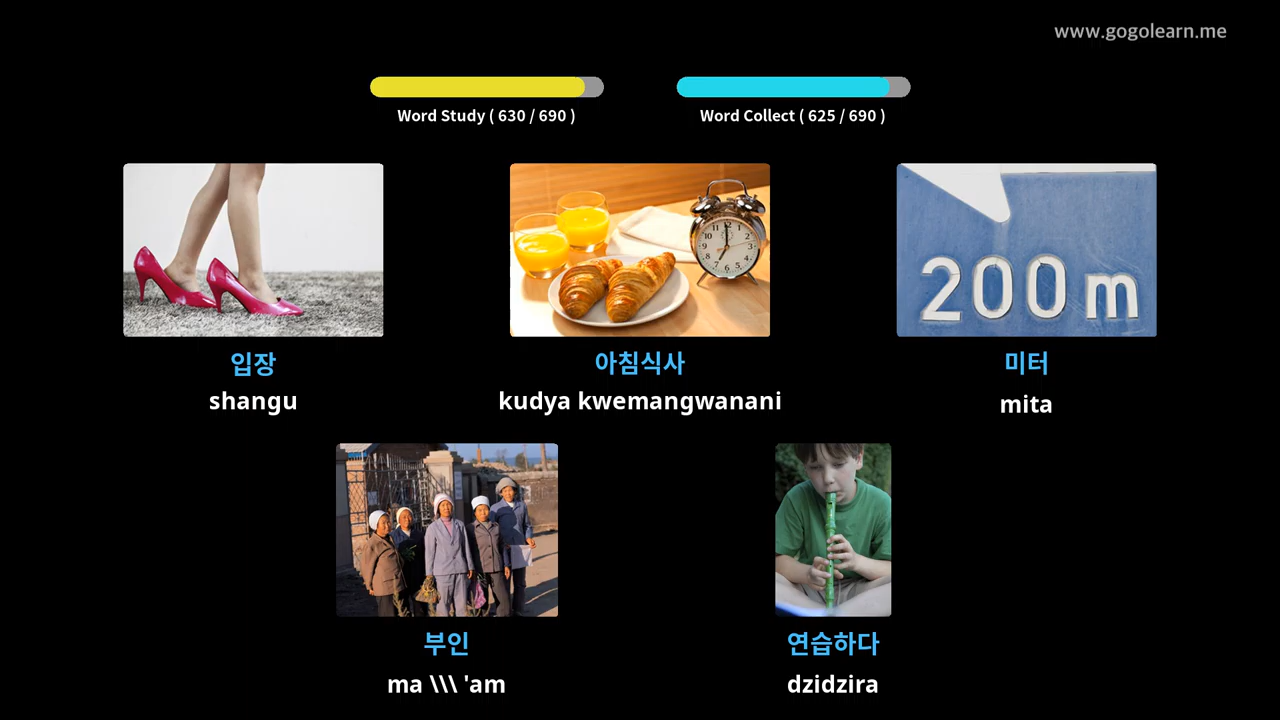 www.gogolearn.me
Word Study ( 630 / 690 )
Word Collect ( 625 / 690 )
200 m
입장
shangu
아침식사
kudya kwemangwanani
미터
mita
부인
ma \\\ 'am
연습하다
dzidzira